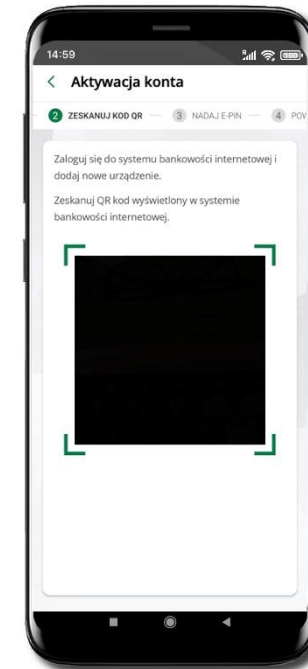 14:59
Aktywacja konta
2 ZESKANUJ KOD QR 3 NADAJ E-PIN 4 POW
Zaloguj się do systemu bankowości internetowej i
dodaj nowe urządzenie.
Zeskanuj QR kod wyświetlony w systemie
bankowości internetowej.